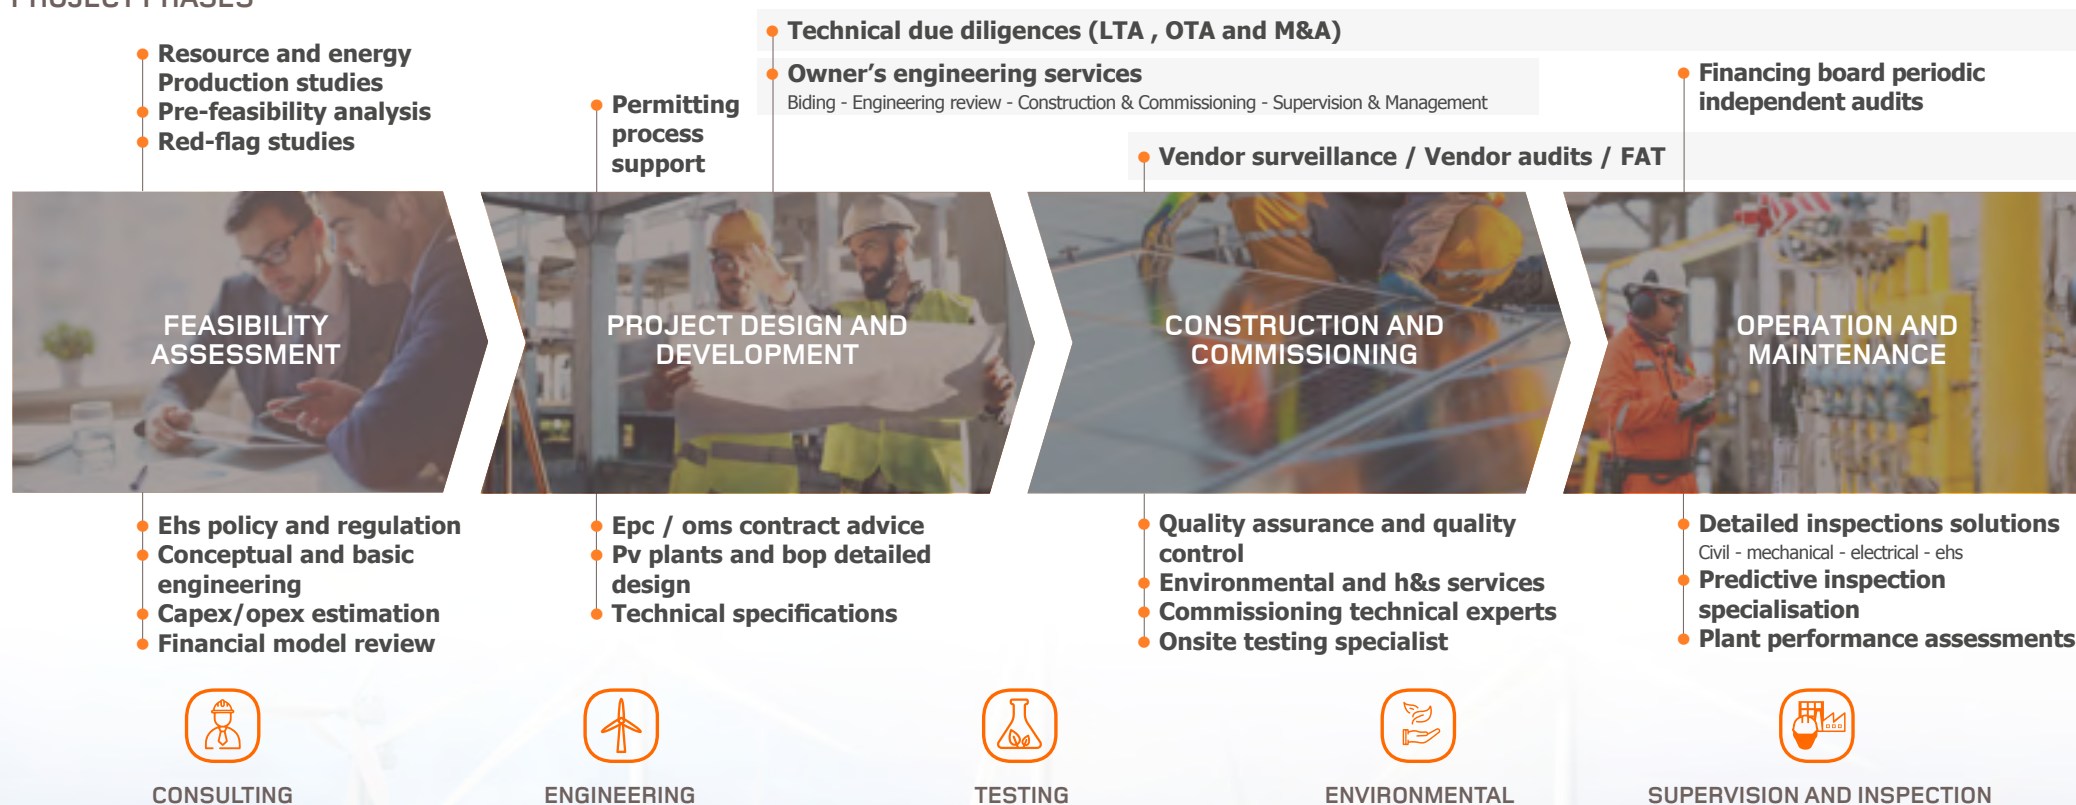 PROJECT PHASES
Resource and energy
Production studies
Pre-feasibility analysis
Red-flag studies
Permitting
process
support
Technical due diligences (LTA , OTA and M&A)
Owner's engineering services
Biding - Engineering review - Construction & Commissioning - Supervision & Management
Vendor surveillance / Vendor audits / FAT
Financing board periodic
independent audits
FEASIBILITY
ASSESSMENT
PROJECT DESIGN AND
DEVELOPMENT
CONSTRUCTION AND
COMMISSIONING
OPERATION AND
MAINTENANCE
Ehs policy and regulation
Conceptual and basic
engineering
Capex/opex estimation
Financial model review
Epc / oms contract advice
Pv plants and bop detailed
design
Technical specifications
Quality assurance and quality
control
Environmental and h&s services
Commissioning technical experts
Onsite testing specialist
Detailed inspections solutions
Civil - mechanical - electrical - ehs
Predictive inspection
specialisation
Plant performance assessments
CONSULTING
ENGINEERING
TESTING
ENVIRONMENTAL
SUPERVISION AND INSPECTION